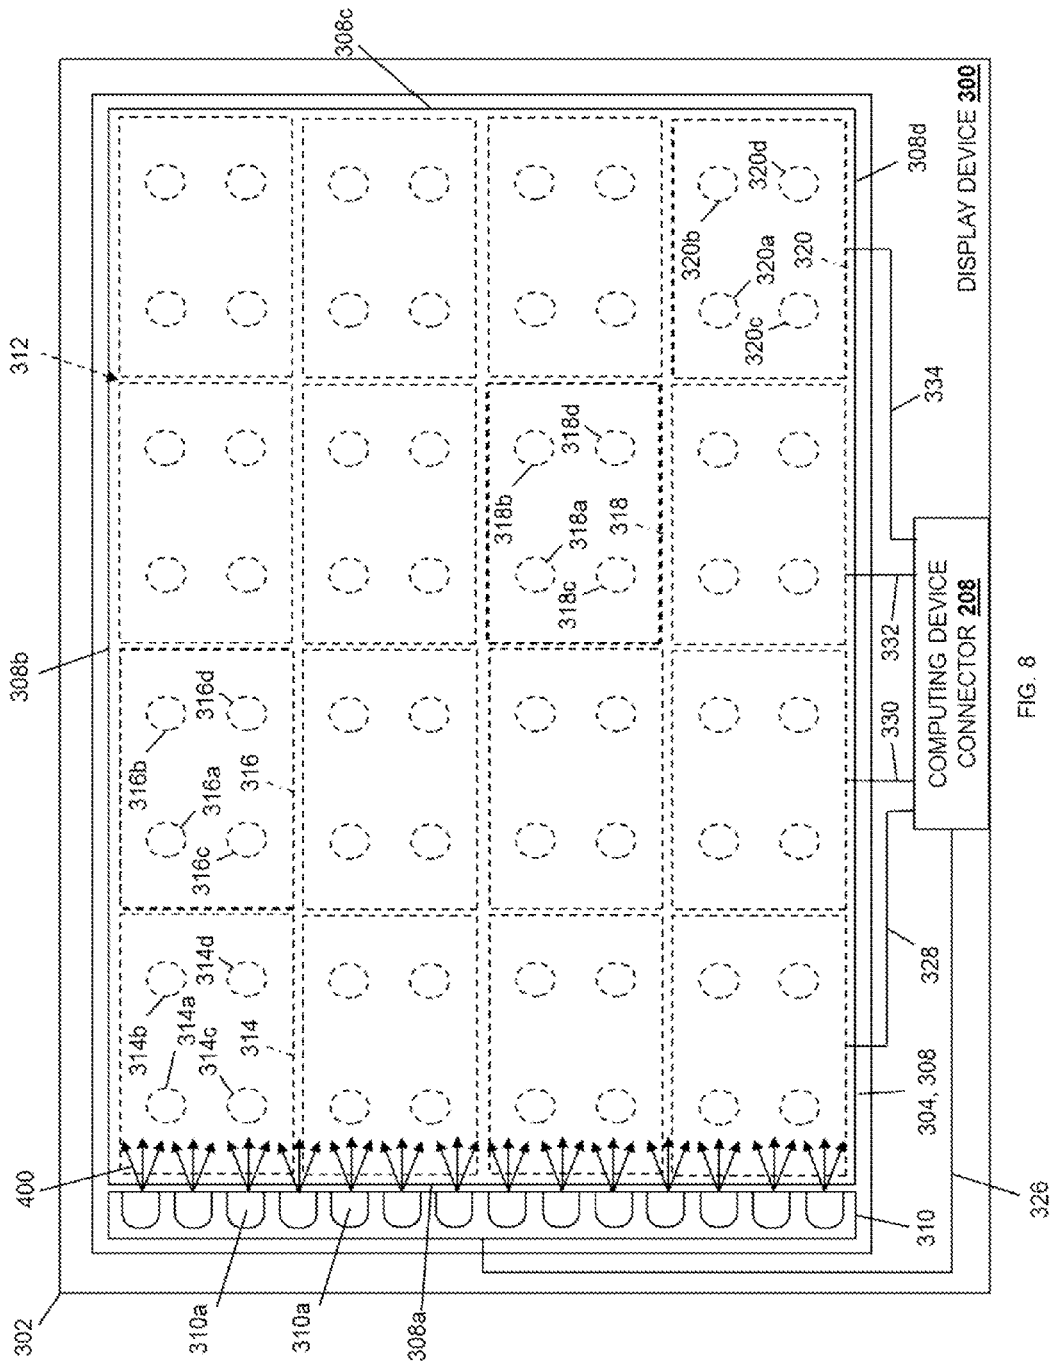 302
400
308b
312
308c
310a
310a
308a
314b
314a
314d
314c
314
316b
316a
316d
316c
316
318b
318a
318d
318c
318
320b
320a
320d
320c
320
308d
310
304, 308
326
328
330
332
334
COMPUTING DEVICE
CONNECTOR 208
DISPLAY DEVICE 300
FIG. 8